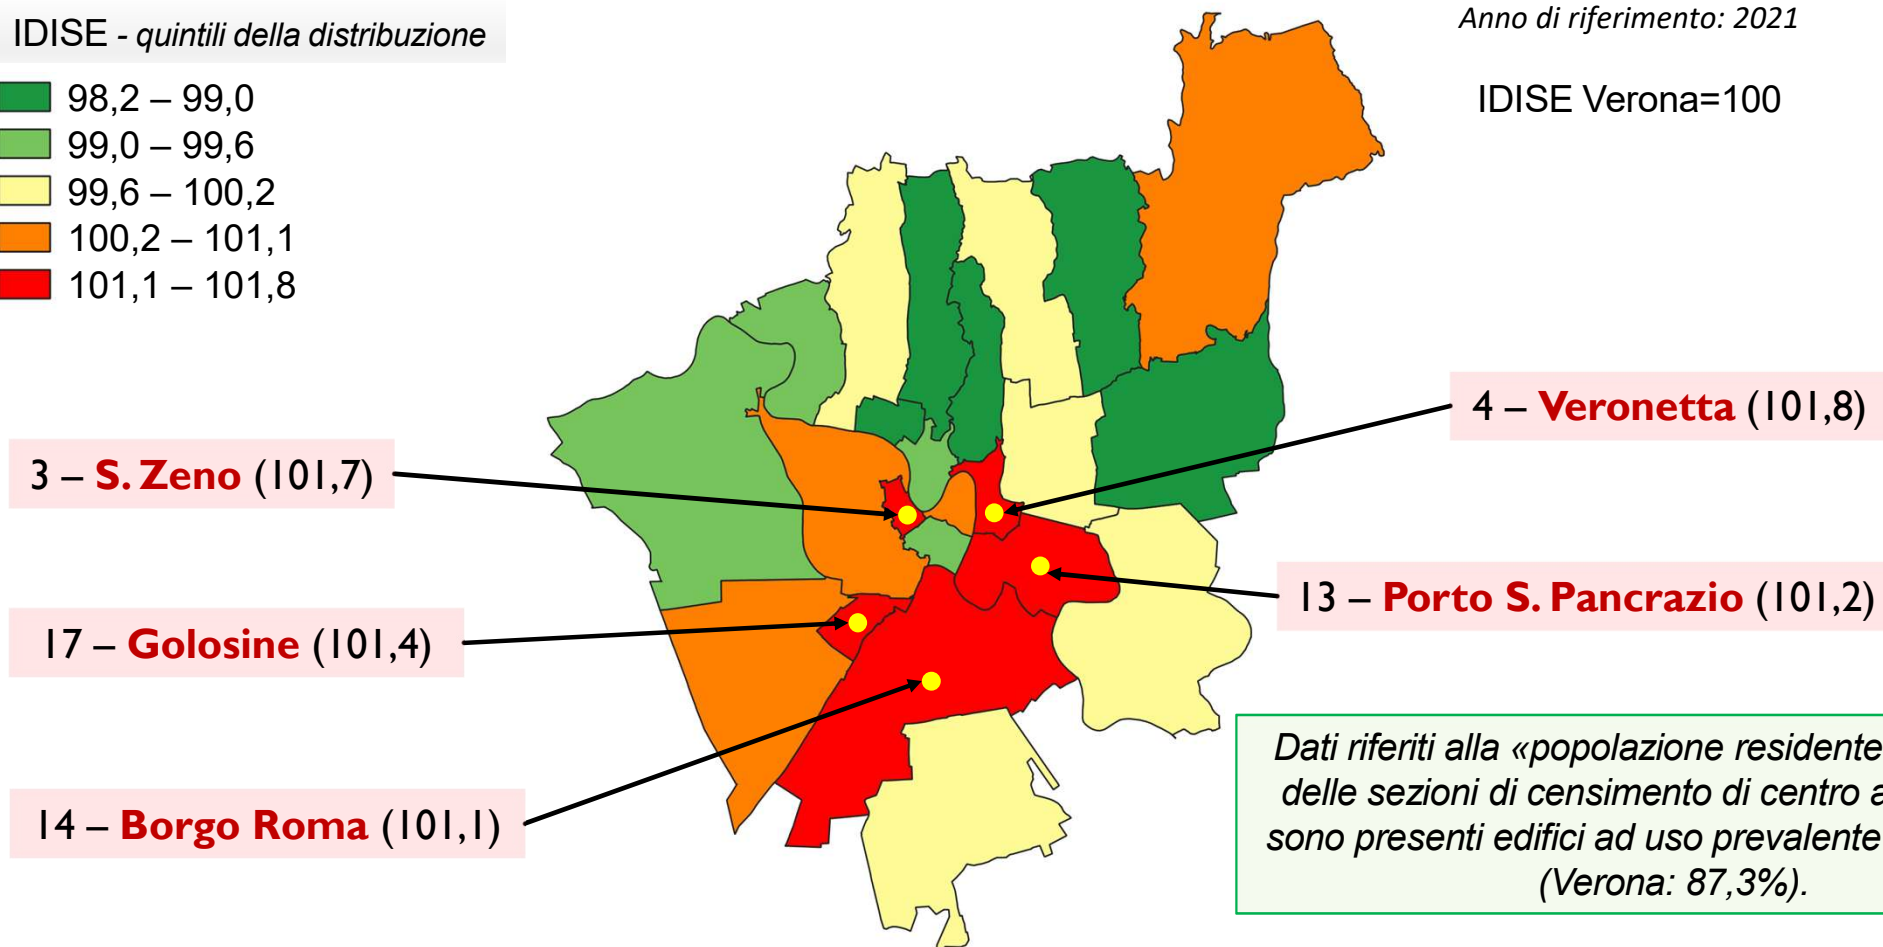 IDISE - quintili della distribuzione
98,2 – 99,0
99,0 – 99,6
99,6 – 100,2
100,2 – 101,1
101,1 – 101,8
Anno di riferimento: 2021
IDISE Verona=100
4 – Veronetta (101,8)
3 – S. Zeno (101,7)
13 – Porto S. Pancrazio (101,2)
17 – Golosine (101,4)
14 – Borgo Roma (101,1)
Dati riferiti alla «popolazione residente
delle sezioni di censimento di centro
sono presenti edifici ad uso prevalente
(Verona: 87,3%).